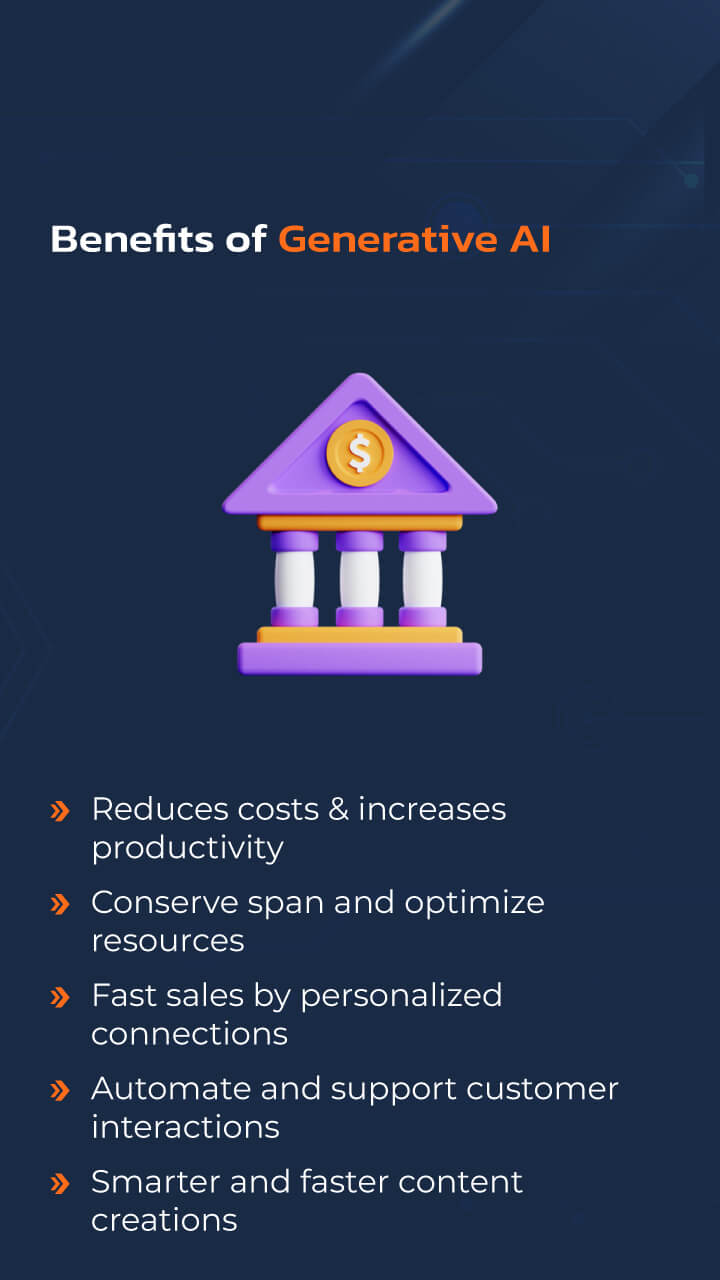 Benefits of Generative AI
$
Reduces costs & increases
productivity
Conserve span and optimize
resources
Fast sales by personalized
connections
Automate and support customer
interactions
Smarter and faster content
creations